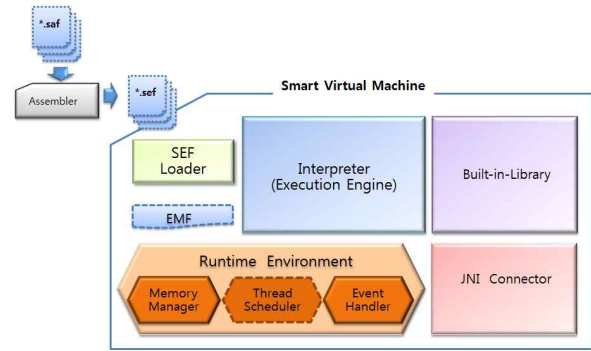 *.saf
Assembler
*.sef
Smart Virtual Machine
SEF
Loader
Interpreter
(Execution Engine)
Built-in-Library
EMF
Runtime Environment
Memory
Manager
Thread
Scheduler
Event
Handler
JNI Connector